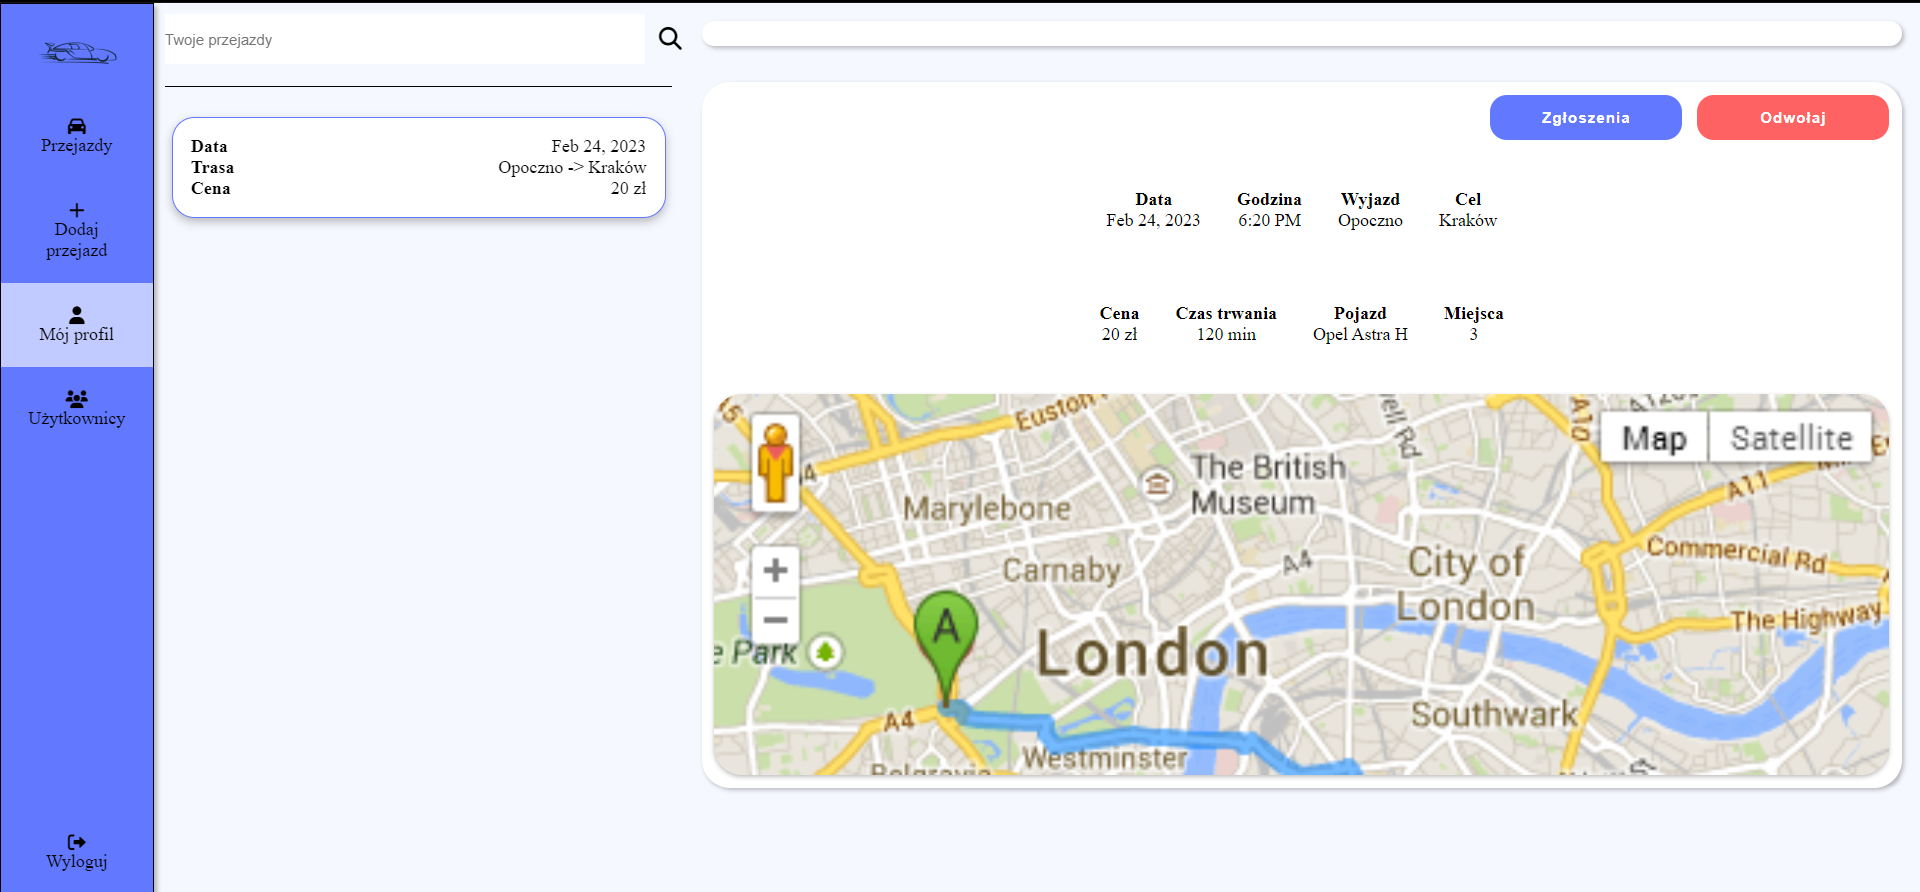 Przejazdy
Dodaj
przejazd
Mój profil
Użytkownicy
Wyloguj
Twoje przejazdy
Data Feb 24, 2023
Trasa Opoczno -> Kraków
Cena 20 zł
Zgłoszenia Odwołaj
Data Godzina Wyjazd Cel
Feb 24, 2023 6:20 PM Opoczno Kraków
Cena Czas trwania Pojazd Miejsca
20 zł 120 min Opel Astra H 3
Euston
A10
Map Satellite
The British
Museum
A11
Marylebone
Carnaby
A4
City of
London
Commercial Rd
The Highway
A
e Park
London
A4
Southwark
Westminster
Belgravia